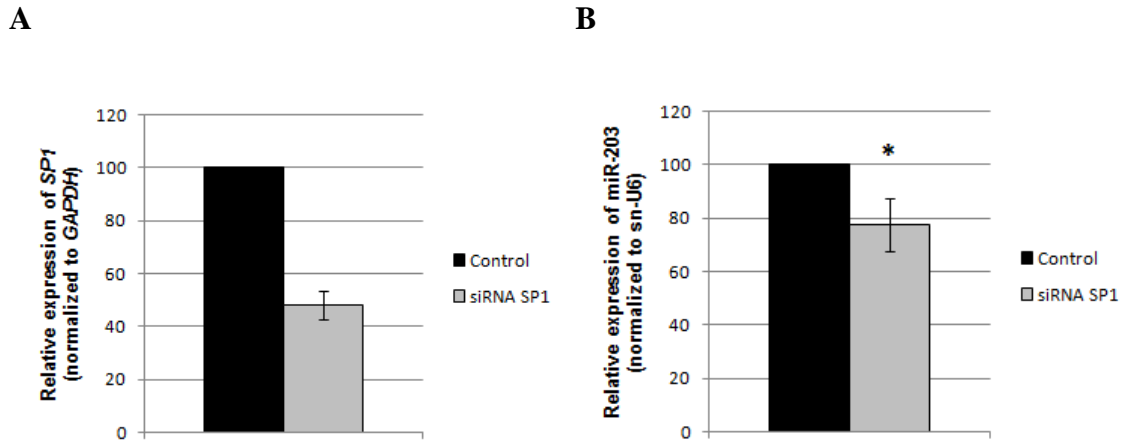 A
Relative expression of SP1
(normalized to GAPDH)
120
100
80
60
40
20
0
Control
siRNA SP1
B
Relative expression of miR-203
(normalized to sn-U6)
120
100
80
60
40
20
0
*
Control
siRNA SP1